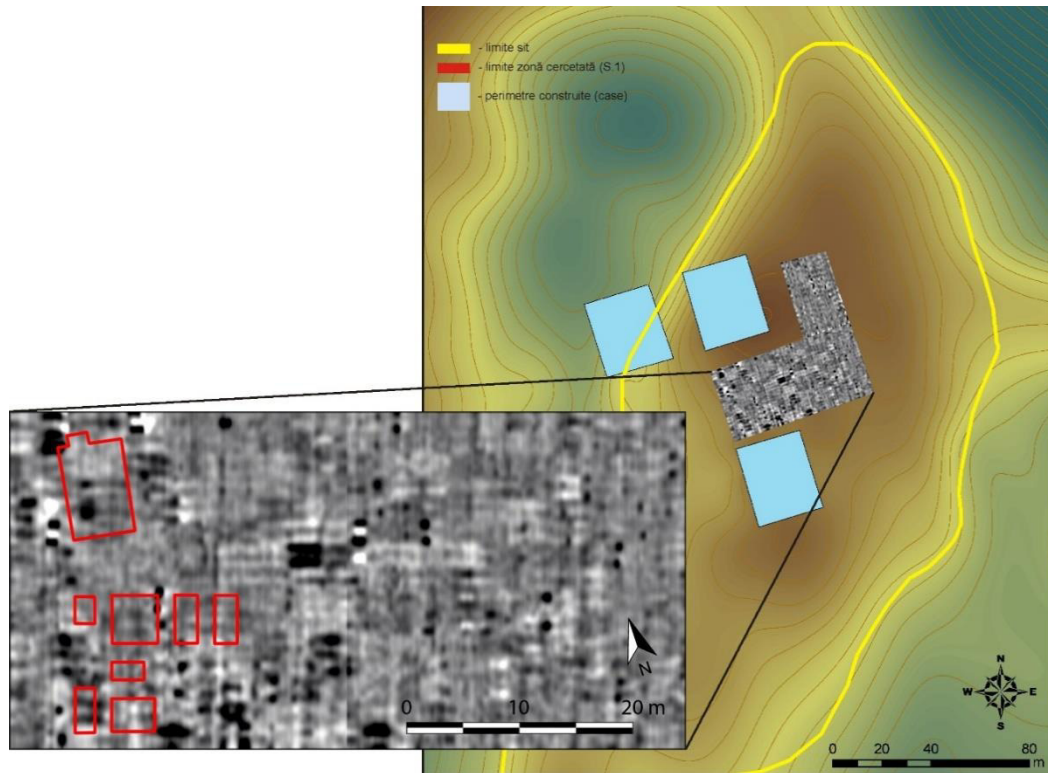 - limite sit
- limite zonă cercetată (S.1)
- perimetre construite (case)
N
0 10 20 m
N
W E
S
0 20 40 80
m